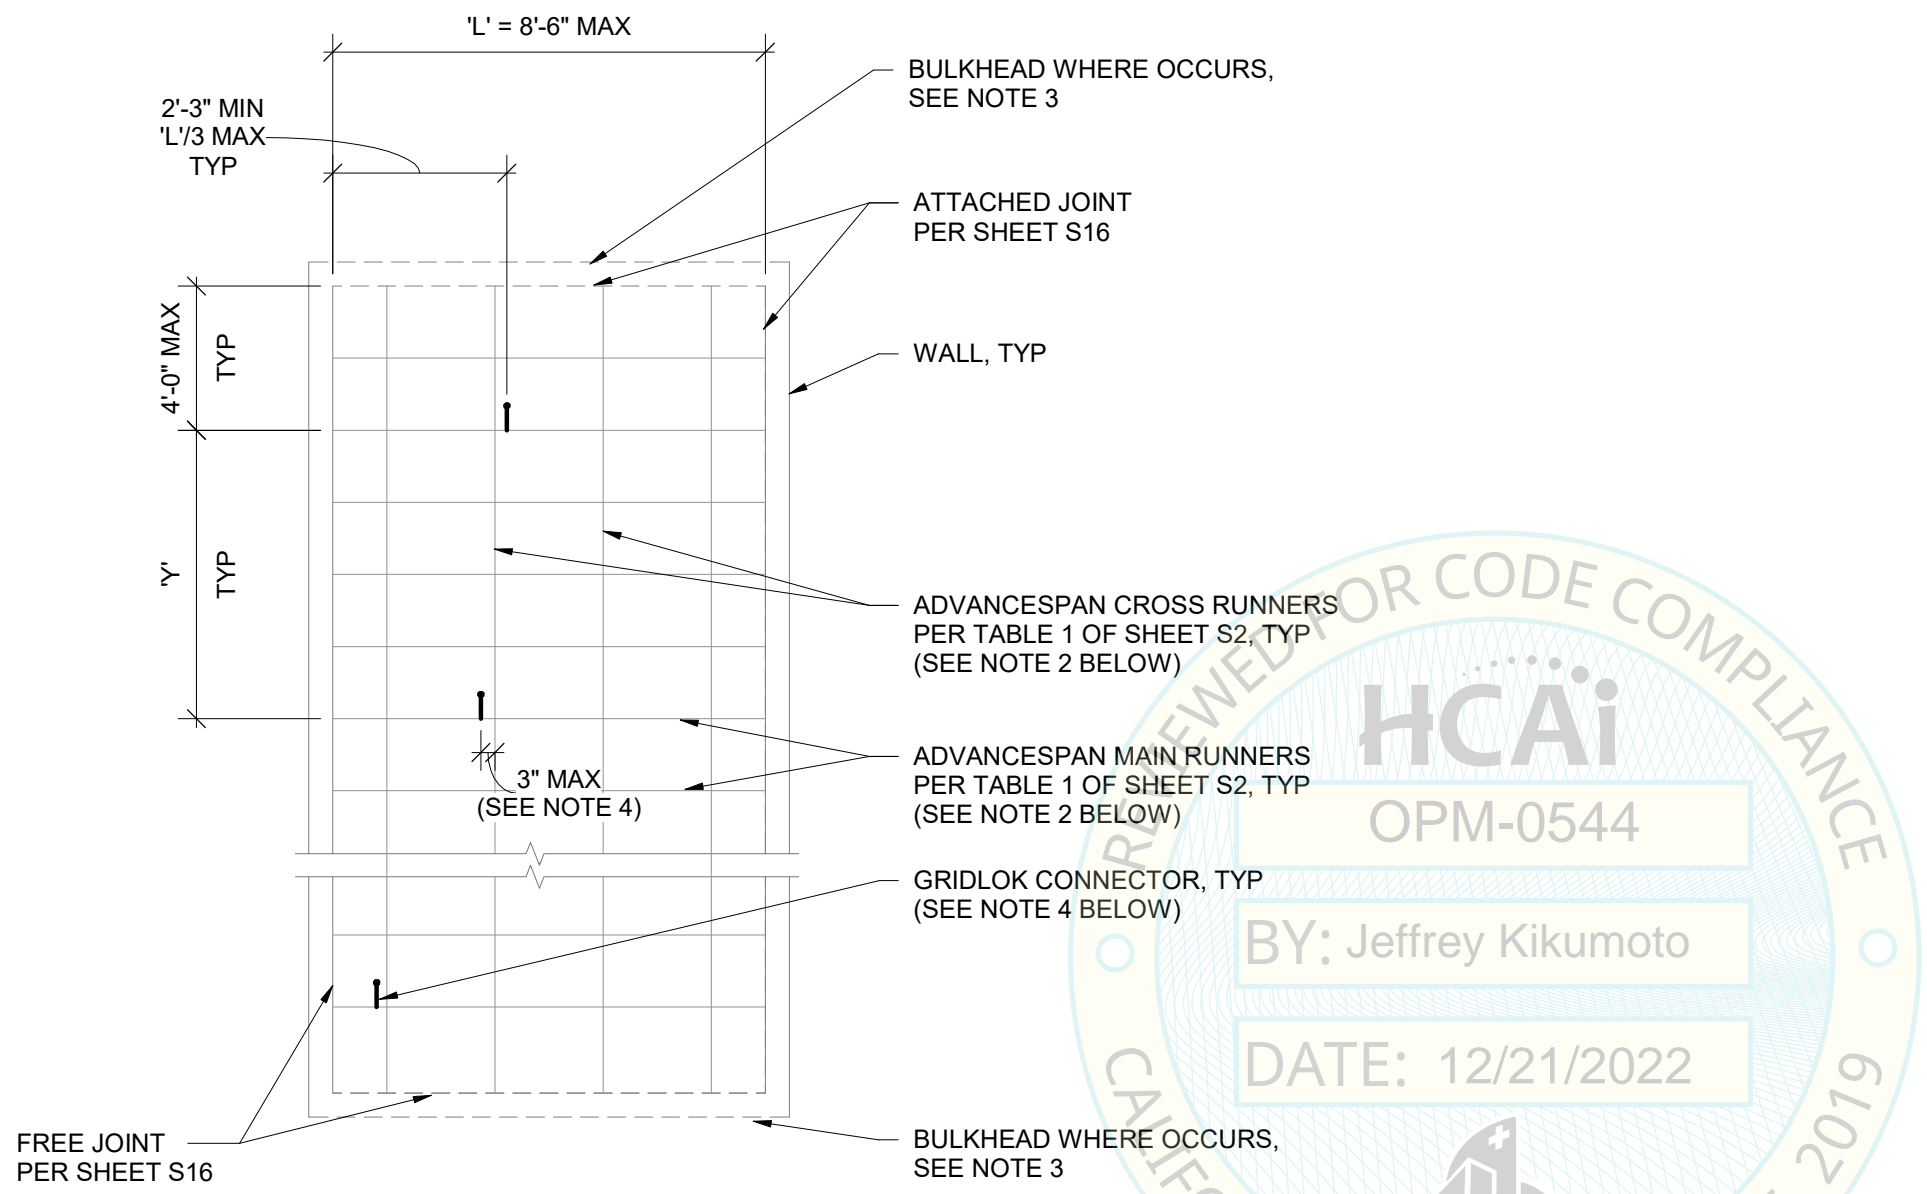 'L' = 8'-6" MAX
2'-3" MIN
'L'/3 MAX
TYP
BULKHEAD WHERE OCCURS,
SEE NOTE 3
ATTACHED JOINT
PER SHEET S16
4'-0" MAX
TYP
WALL, TYP
'Y'
TYP
ADVANCESPAN CROSS RUNNERS
PER TABLE 1 OF SHEET S2, TYP
(SEE NOTE 2 BELOW)
3" MAX
(SEE NOTE 4)
ADVANCESPAN MAIN RUNNERS
PER TABLE 1 OF SHEET S2, TYP
(SEE NOTE 2 BELOW)
GRIDLOK CONNECTOR, TYP
(SEE NOTE 4 BELOW)
FREE JOINT
PER SHEET S16
BULKHEAD WHERE OCCURS,
SEE NOTE 3
REVIEWED FOR CODE COMPLIANCE
HCAi
OPM-0544
BY: Jeffrey Kikumoto
DATE: 12/21/2022
2019